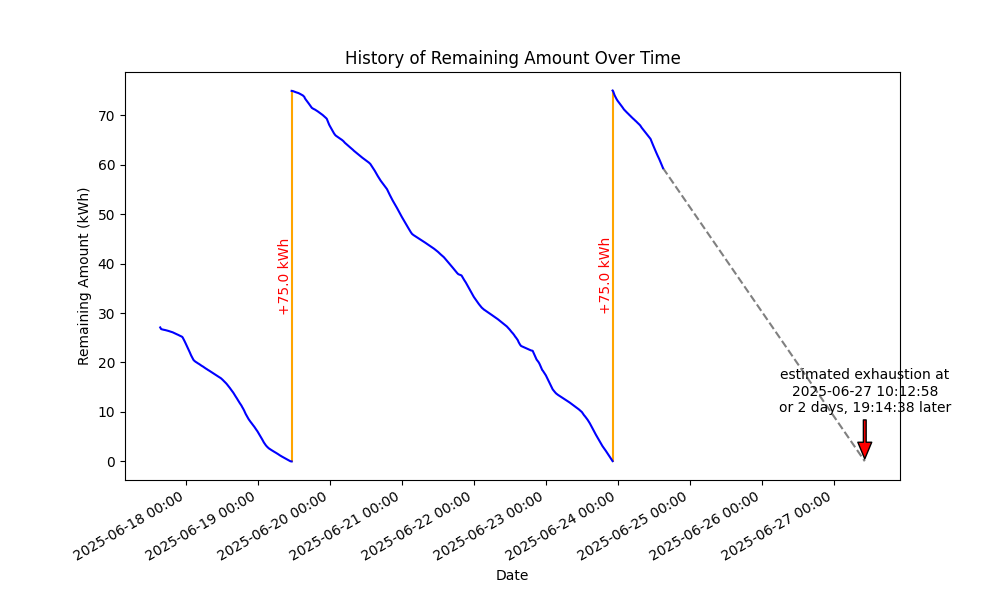 History of Remaining Amount Over Time
Remaining Amount (kWh)
70
60
50
40
30
20
10
0
+75.0 kWh
+75.0 kWh
estimated exhaustion at
2025-06-27 10:12:58
or 2 days, 19:14:38 later
2025-06-18 00:00
2025-06-19 00:00
2025-06-20 00:00
2025-06-21 00:00
2025-06-22 00:00
2025-06-23 00:00
2025-06-24 00:00
2025-06-25 00:00
2025-06-26 00:00
2025-06-27 00:00
Date